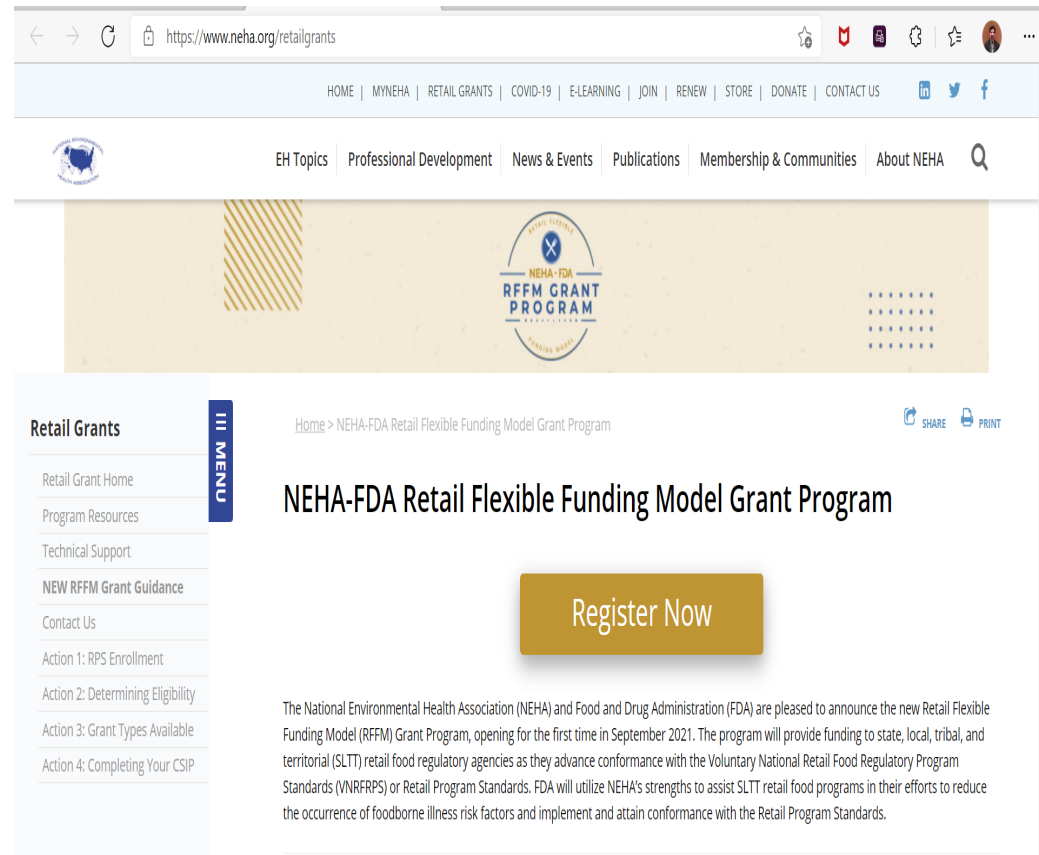 https://www.neha.org/retailgrants
HOME | MYNEHA | RETAIL GRANTS | COVID-19 | E-LEARNING | JOIN | RENEW | STORE | DONATE | CONTACT US
NATIONAL ENVIRONMENTAL
HEALTH ASSOCIATION
EH Topics Professional Development News & Events Publications Membership & Communities About NEHA
RETAIL FLEXIBLE
NEHA-FDA
RFFM GRANT
PROGRAM
FUNDING MODEL
Retail Grants
Retail Grant Home
Program Resources
Technical Support
NEW RFFM Grant Guidance
Contact Us
Action 1: RPS Enrollment
Action 2: Determining Eligibility
Action 3: Grant Types Available
Action 4: Completing Your CSIP
MENU
Home > NEHA-FDA Retail Flexible Funding Model Grant Program
SHARE PRINT
NEHA-FDA Retail Flexible Funding Model Grant Program
Register Now
The National Environmental Health Association (NEHA) and Food and Drug Administration (FDA) are pleased to announce the new Retail Flexible
Funding Model (RFFM) Grant Program, opening for the first time in September 2021. The program will provide funding to state, local, tribal, and
territorial (SLTT) retail food regulatory agencies as they advance conformance with the Voluntary National Retail Food Regulatory Program
Standards (VNRFRPS) or Retail Program Standards. FDA will utilize NEHA's strengths to assist SLTT retail food programs in their efforts to reduce
the occurrence of foodborne illness risk factors and implement and attain conformance with the Retail Program Standards.